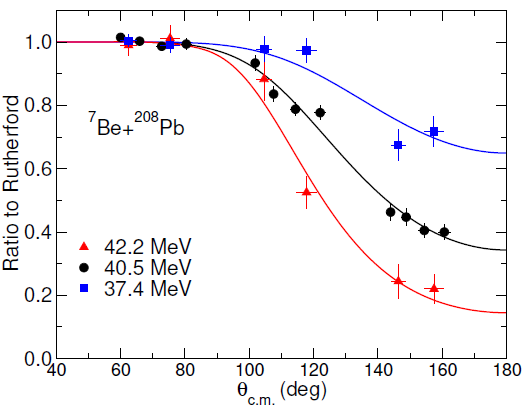 Ratio to Rutherford
1.0
0.8
0.6
0.4
0.2
0.0
⁷Be+²⁰⁸Pb
42.2 MeV
40.5 MeV
37.4 MeV
40 60 80 100 120 140 160 180
θc.m. (deg)